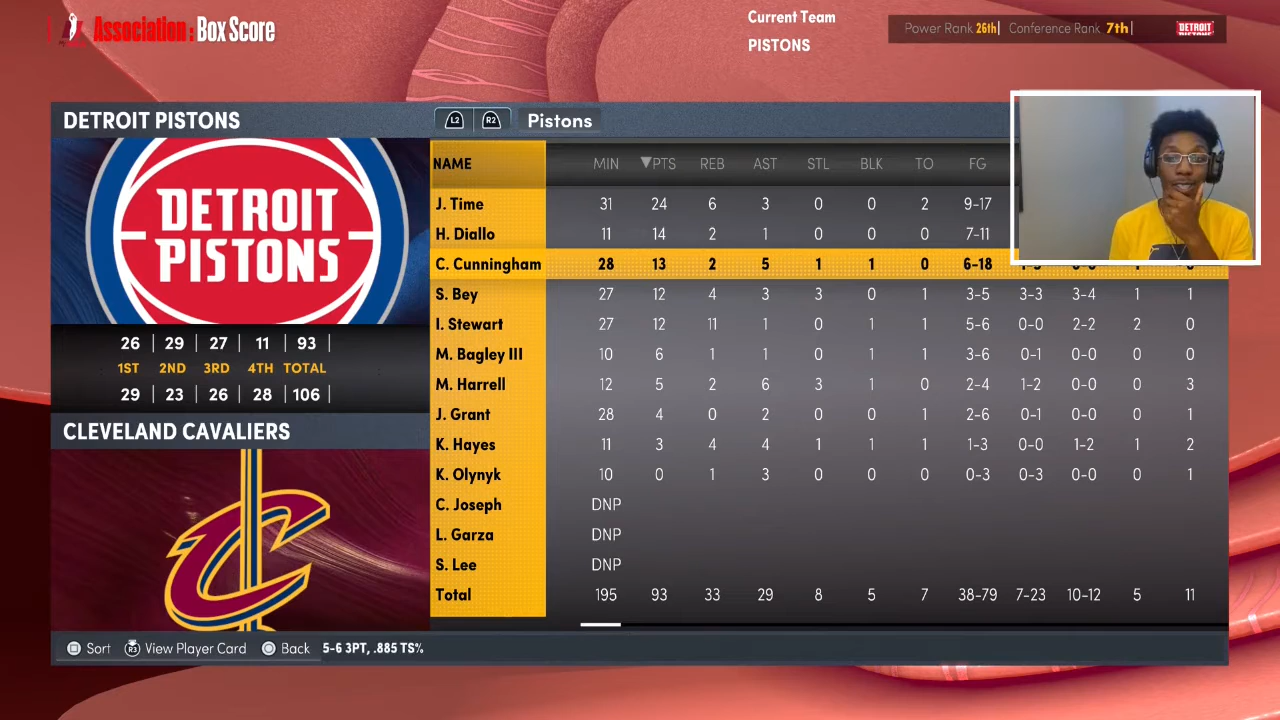 Association : Box Score
Current Team
PISTONS
Power Rank 26th| Conference Rank 7th|
DETROIT PISTONS
DETROIT PISTONS
L2 R2 Pistons
DETROIT
PISTONS
26 | 29 | 27 | 11 | 93 |
1ST 2ND 3RD 4TH TOTAL
29 | 23 | 26 | 28 | 106 |
CLEVELAND CAVALIERS
C
NAME MIN ▼PTS REB AST STL BLK TO FG
J. Time 31 24 6 3 0 0 2 9-17
H. Diallo 11 14 2 1 0 0 0 7-11
C. Cunningham 28 13 2 5 1 1 0 6-18
S. Bey 27 12 4 3 3 0 1 3-5 3-3 3-4 1 1
I. Stewart 27 12 11 1 0 1 1 5-6 0-0 2-2 2 0
M. Bagley III 10 6 1 1 0 1 1 3-6 0-1 0-0 0 0
M. Harrell 12 5 2 6 3 1 0 2-4 1-2 0-0 0 3
J. Grant 28 4 0 2 0 0 1 2-6 0-1 0-0 0 1
K. Hayes 11 3 4 4 1 1 1 1-3 0-0 1-2 1 2
K. Olynyk 10 0 1 3 0 0 0 0-3 0-3 0-0 0 1
C. Joseph DNP
L. Garza DNP
S. Lee DNP
Total 195 93 33 29 8 5 7 38-79 7-23 10-12 5 11
Sort R3 View Player Card Back 5-6 3PT, .885 TS%